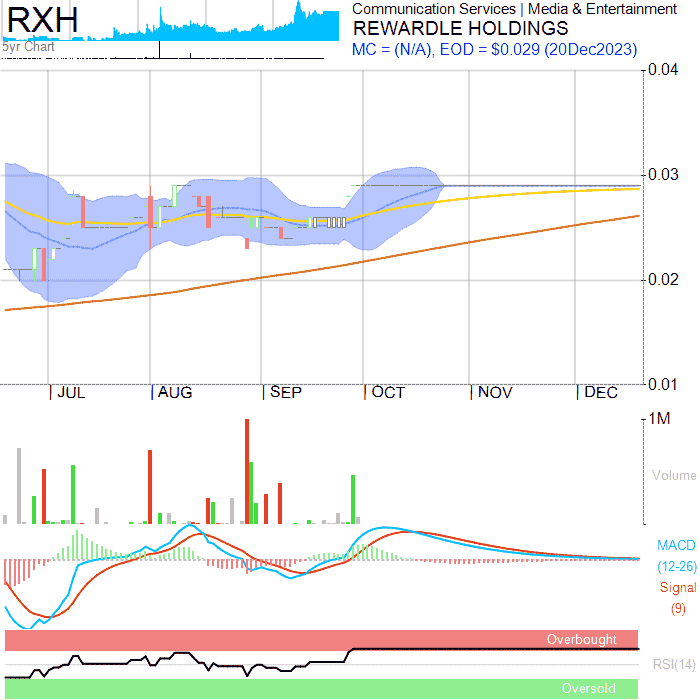 RXH
5yr Chart
Communication Services | Media & Entertainment
REWARDLE HOLDINGS
MC = (N/A), EOD = $0.029 (20Dec2023)
0.04
0.03
0.02
0.01
JUL
AUG
SEP
OCT
NOV
DEC
1M
Volume
MACD
(12-26)
Signal
(9)
Overbought
RSI(14)
Oversold